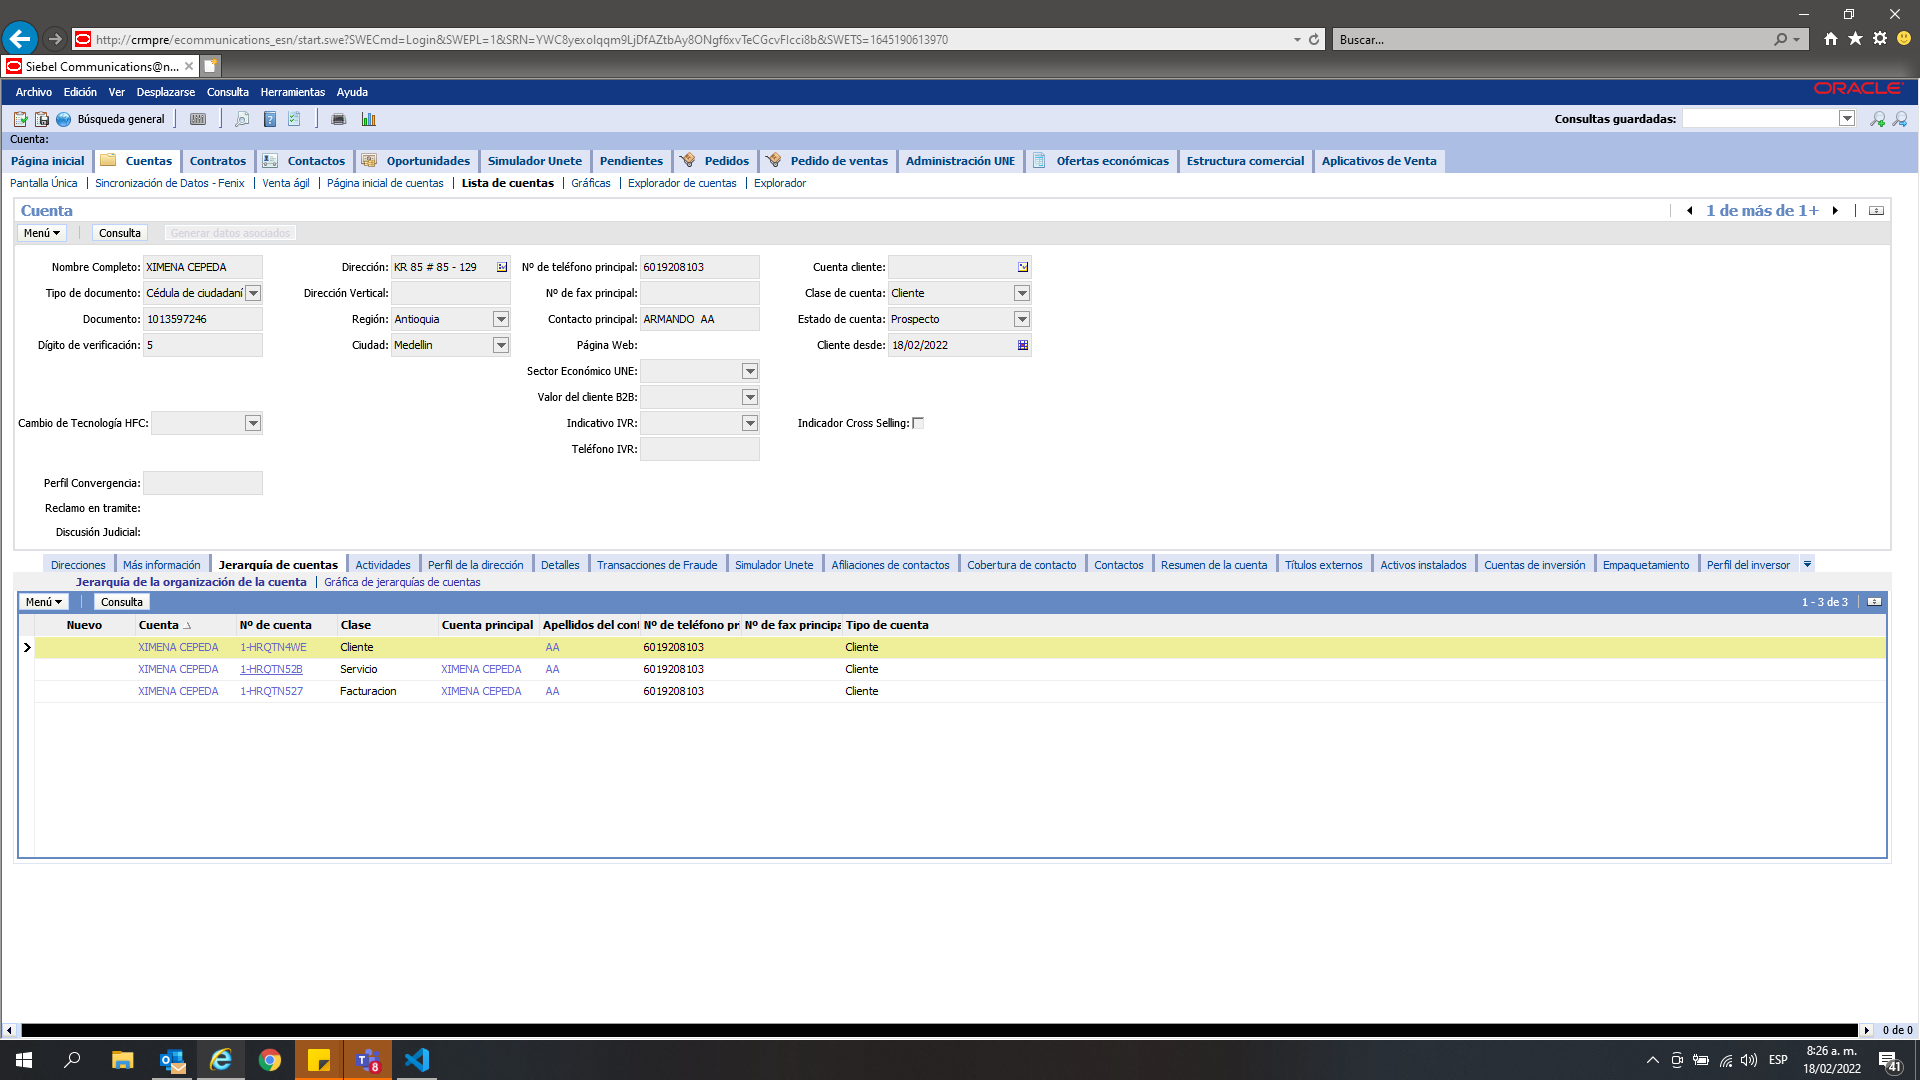 http://crmpre/ecommunications_esn/start.swe?SWECmd=Login&SWEPL=1&SRN=YWC8yexoIqqm9LjDfAZtbAy8ONgf6xvTeCGcvFIcci8b&SWETS=1645190613970
Buscar...
Siebel Communications@n...
Archivo Edición Ver Desplazarse Consulta Herramientas Ayuda
ORACLE
Búsqueda general
Consultas guardadas:
Cuenta:
Página inicial Cuentas Contratos Contactos Oportunidades Simulador Unete Pendientes Pedidos Pedido de ventas Administración UNE Ofertas económicas Estructura comercial Aplicativos de Venta
Pantalla Única Sincronización de Datos - Fenix Venta ágil Página inicial de cuentas Lista de cuentas Gráficas Explorador de cuentas Explorador
Cuenta
1 de más de 1+
Menú Consulta Generar datos asociados
Nombre Completo: XIMENA CEPEDA Dirección: KR 85 # 85 - 129 Nº de teléfono principal: 6019208103 Cuenta cliente:
Tipo de documento: Cédula de ciudadaní Dirección Vertical: Nº de fax principal: Clase de cuenta: Cliente
Documento: 1013597246 Región: Antioquia Contacto principal: ARMANDO AA Estado de cuenta: Prospecto
Dígito de verificación: 5 Ciudad: Medellin Página Web: Cliente desde: 18/02/2022
Sector Económico UNE:
Valor del cliente B2B:
Cambio de Tecnología HFC: Indicativo IVR: Indicador Cross Selling:
Teléfono IVR:
Perfil Convergencia:
Reclamo en tramite:
Discusión Judicial:
Direcciones Más información Jerarquía de cuentas Actividades Perfil de la dirección Detalles Transacciones de Fraude Simulador Unete Afiliaciones de contactos Cobertura de contacto Contactos Resumen de la cuenta Títulos externos Activos instalados Cuentas de inversión Empaquetamiento Perfil del inversor
Jerarquía de la organización de la cuenta Gráfica de jerarquías de cuentas
Menú Consulta 1 - 3 de 3
Nuevo Cuenta Nº de cuenta Clase Cuenta principal Apellidos del cont Nº de teléfono pr Nº de fax principa Tipo de cuenta
XIMENA CEPEDA 1-HRQTN4WE Cliente AA 6019208103 Cliente
XIMENA CEPEDA 1-HRQTN52B Servicio XIMENA CEPEDA AA 6019208103 Cliente
XIMENA CEPEDA 1-HRQTN527 Facturacion XIMENA CEPEDA AA 6019208103 Cliente
0 de 0
8
ESP
8:26 a. m.
18/02/2022
41